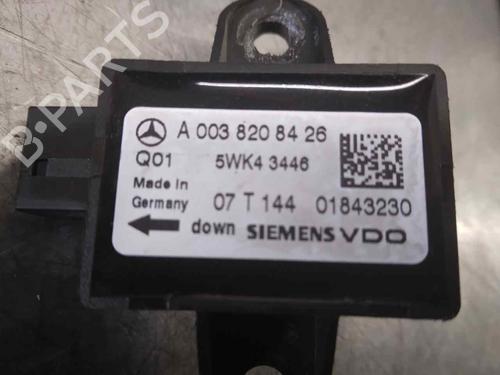 A 003 820 84 26
Q01 5WK4 3446
Made in
Germany 07 T 144 01843230
down SIEMENS VDO
B-PARTS